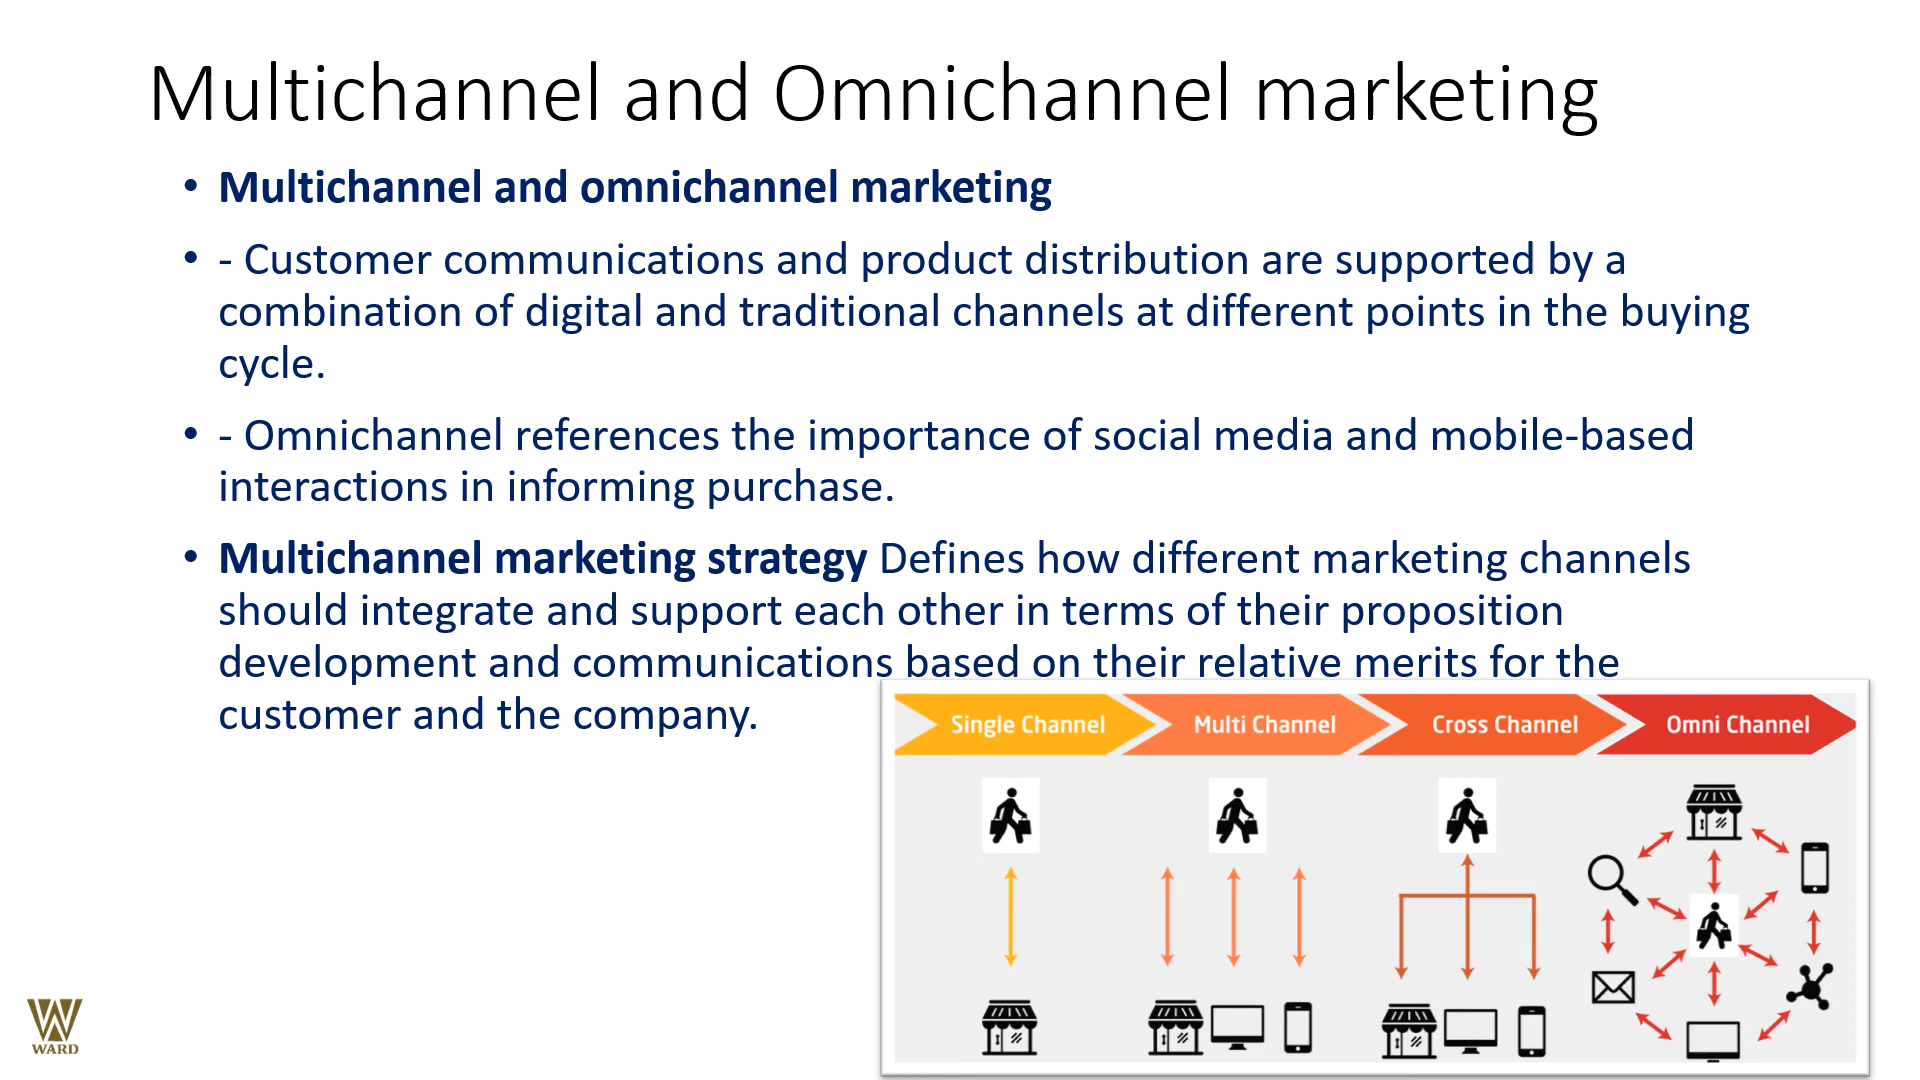 Multichannel and Omnichannel marketing
• Multichannel and omnichannel marketing
• - Customer communications and product distribution are supported by a
combination of digital and traditional channels at different points in the buying
cycle.
• - Omnichannel references the importance of social media and mobile-based
interactions in informing purchase.
• Multichannel marketing strategy Defines how different marketing channels
should integrate and support each other in terms of their proposition
development and communications based on their relative merits for the
customer and the company.
Single Channel
Multi Channel
Cross Channel
Omni Channel
WARD